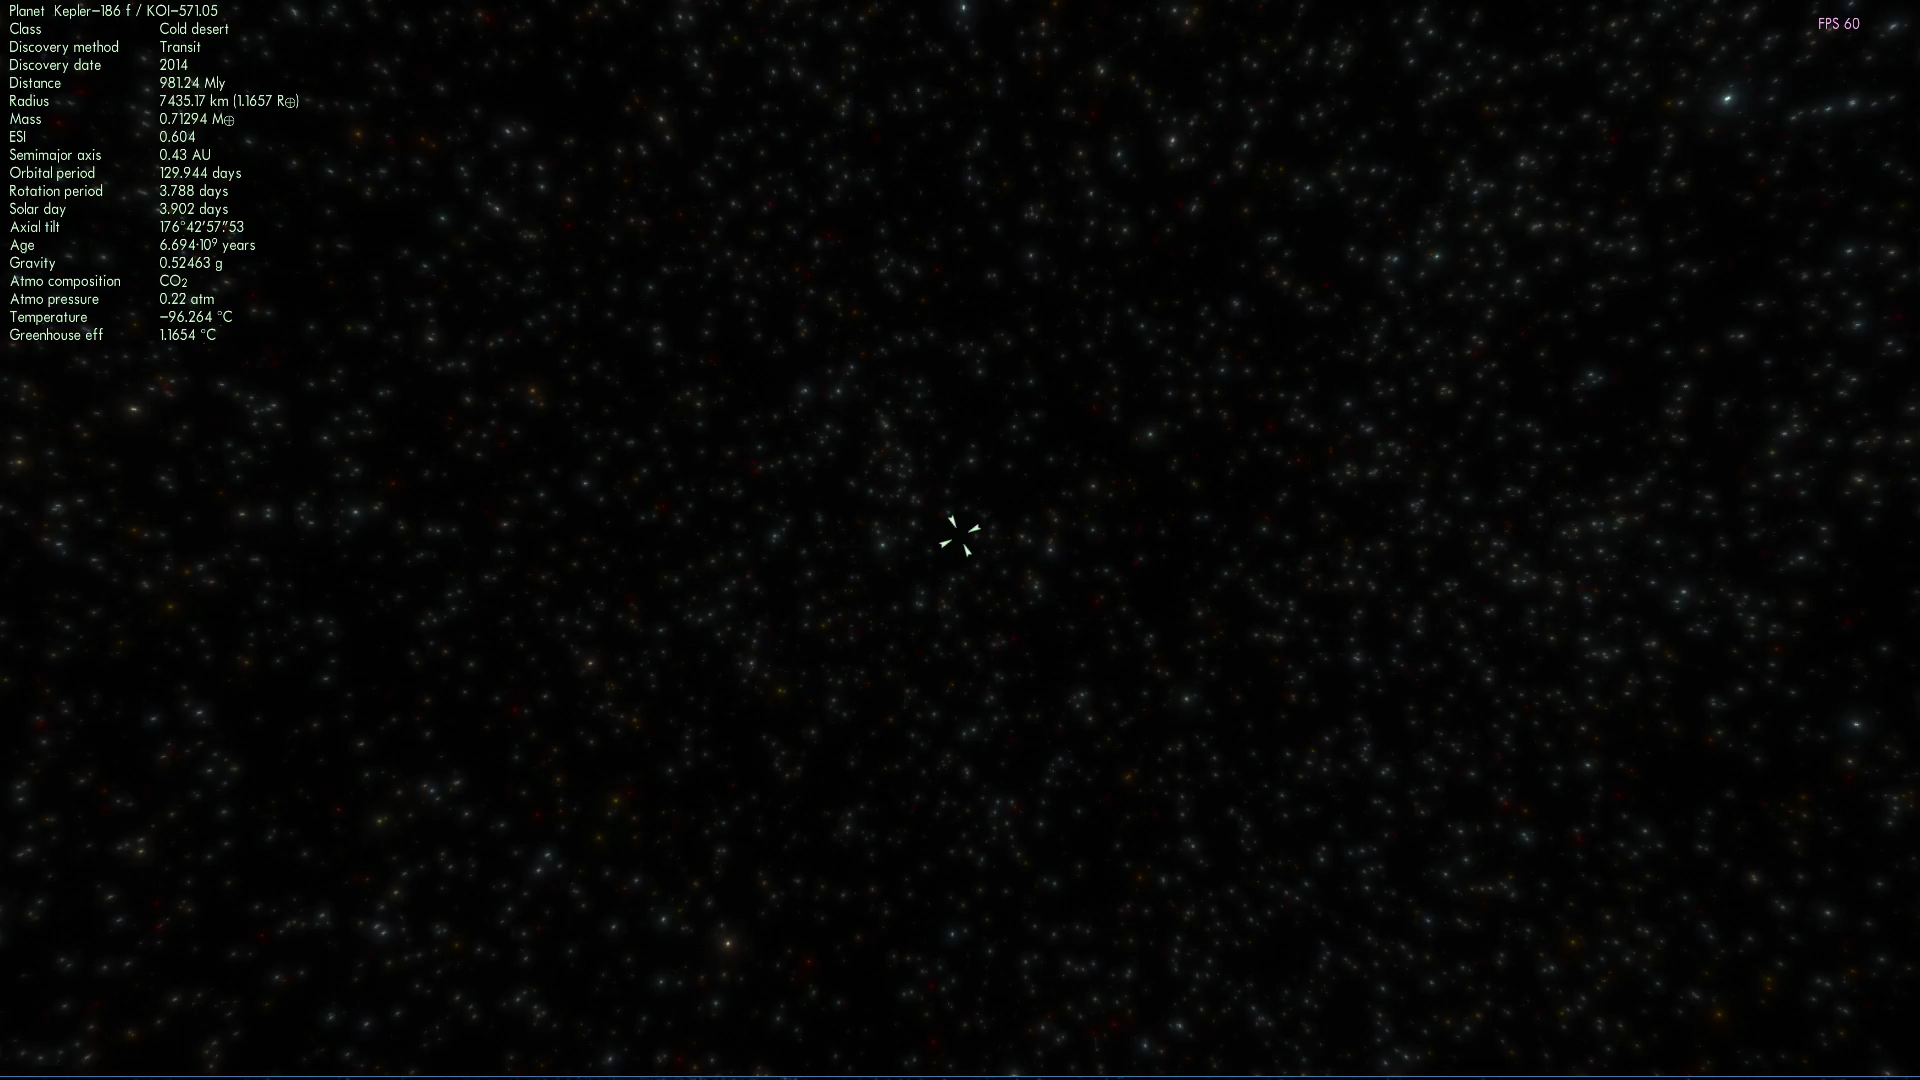 Planet Kepler-186 f / KOI-571.05
FPS 60
Class Cold desert
Discovery method Transit
Discovery date 2014
Distance 981.24 Mly
Radius 7435.17 km (1.1657 R⊕)
Mass 0.71294 M⊕
ESI 0.604
Semimajor axis 0.43 AU
Orbital period 129.944 days
Rotation period 3.788 days
Solar day 3.902 days
Axial tilt 176°42'57"53
Age 6.694·10⁹ years
Gravity 0.52463 g
Atmo composition CO₂
Atmo pressure 0.22 atm
Temperature −96.264 °C
Greenhouse eff 1.1654 °C